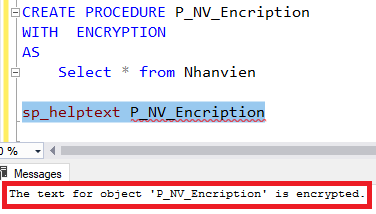 CREATE PROCEDURE P_NV_Encription
WITH ENCRYPTION
AS
Select * from Nhanvien
sp_helptext P_NV_Encription
0 %
Messages
The text for object 'P_NV_Encription' is encrypted.